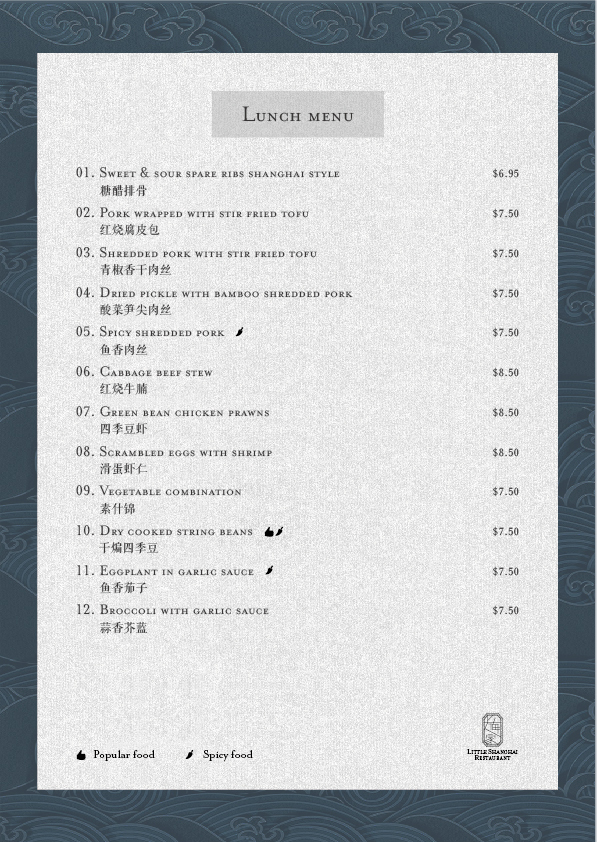 Lunch menu
01. Sweet & sour spare ribs shanghai style $6.95
糖醋排骨
02. Pork wrapped with stir fried tofu $7.50
红烧腐皮包
03. Shredded pork with stir fried tofu $7.50
青椒香干肉丝
04. Dried pickle with bamboo shredded pork $7.50
酸菜笋尖肉丝
05. Spicy shredded pork $7.50
鱼香肉丝
06. Cabbage beef stew $8.50
红烧牛腩
07. Green bean chicken prawns $8.50
四季豆虾
08. Scrambled eggs with shrimp $8.50
滑蛋虾仁
09. Vegetable combination $7.50
素什锦
10. Dry cooked string beans $7.50
干煸四季豆
11. Eggplant in garlic sauce $7.50
鱼香茄子
12. Broccoli with garlic sauce $7.50
蒜香芥蓝
Popular food Spicy food
Little Shanghai
Restaurant